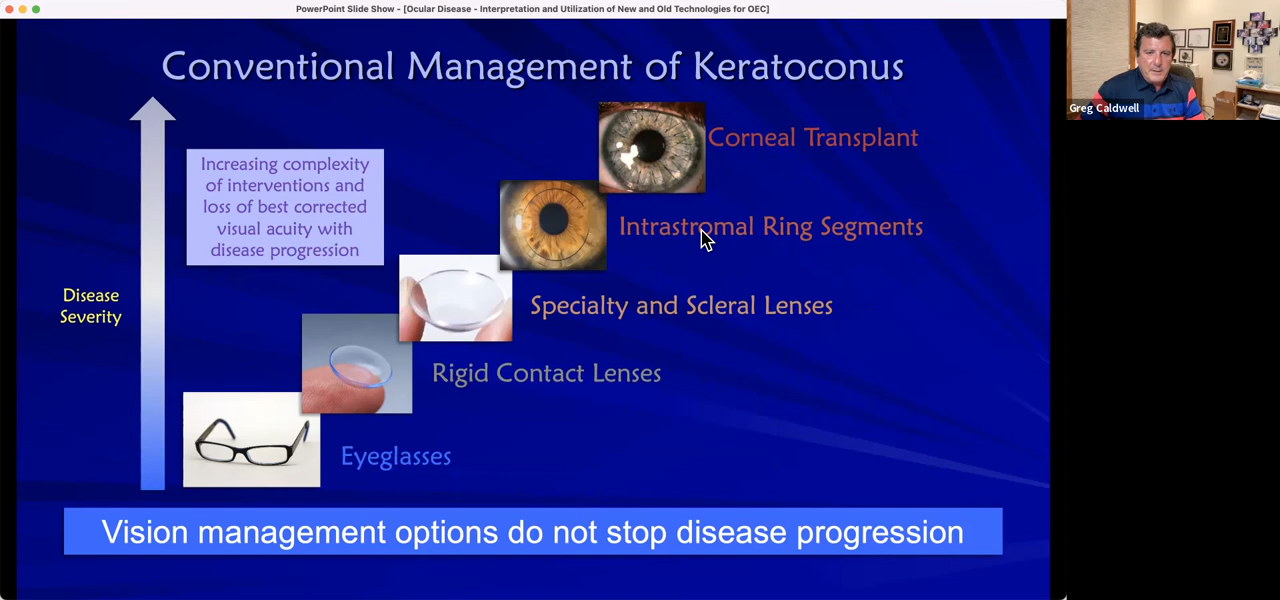 PowerPoint Slide Show - [Ocular Disease - Interpretation and Utilization of New and Old Technologies for OEC]
Conventional Management of Keratoconus
Greg Caldwell
Corneal Transplant
Increasing complexity
of interventions and
loss of best corrected
visual acuity with
disease progression
Intrastromal Ring Segments
Disease
Severity
Specialty and Scleral Lenses
Rigid Contact Lenses
Eyeglasses
Vision management options do not stop disease progression